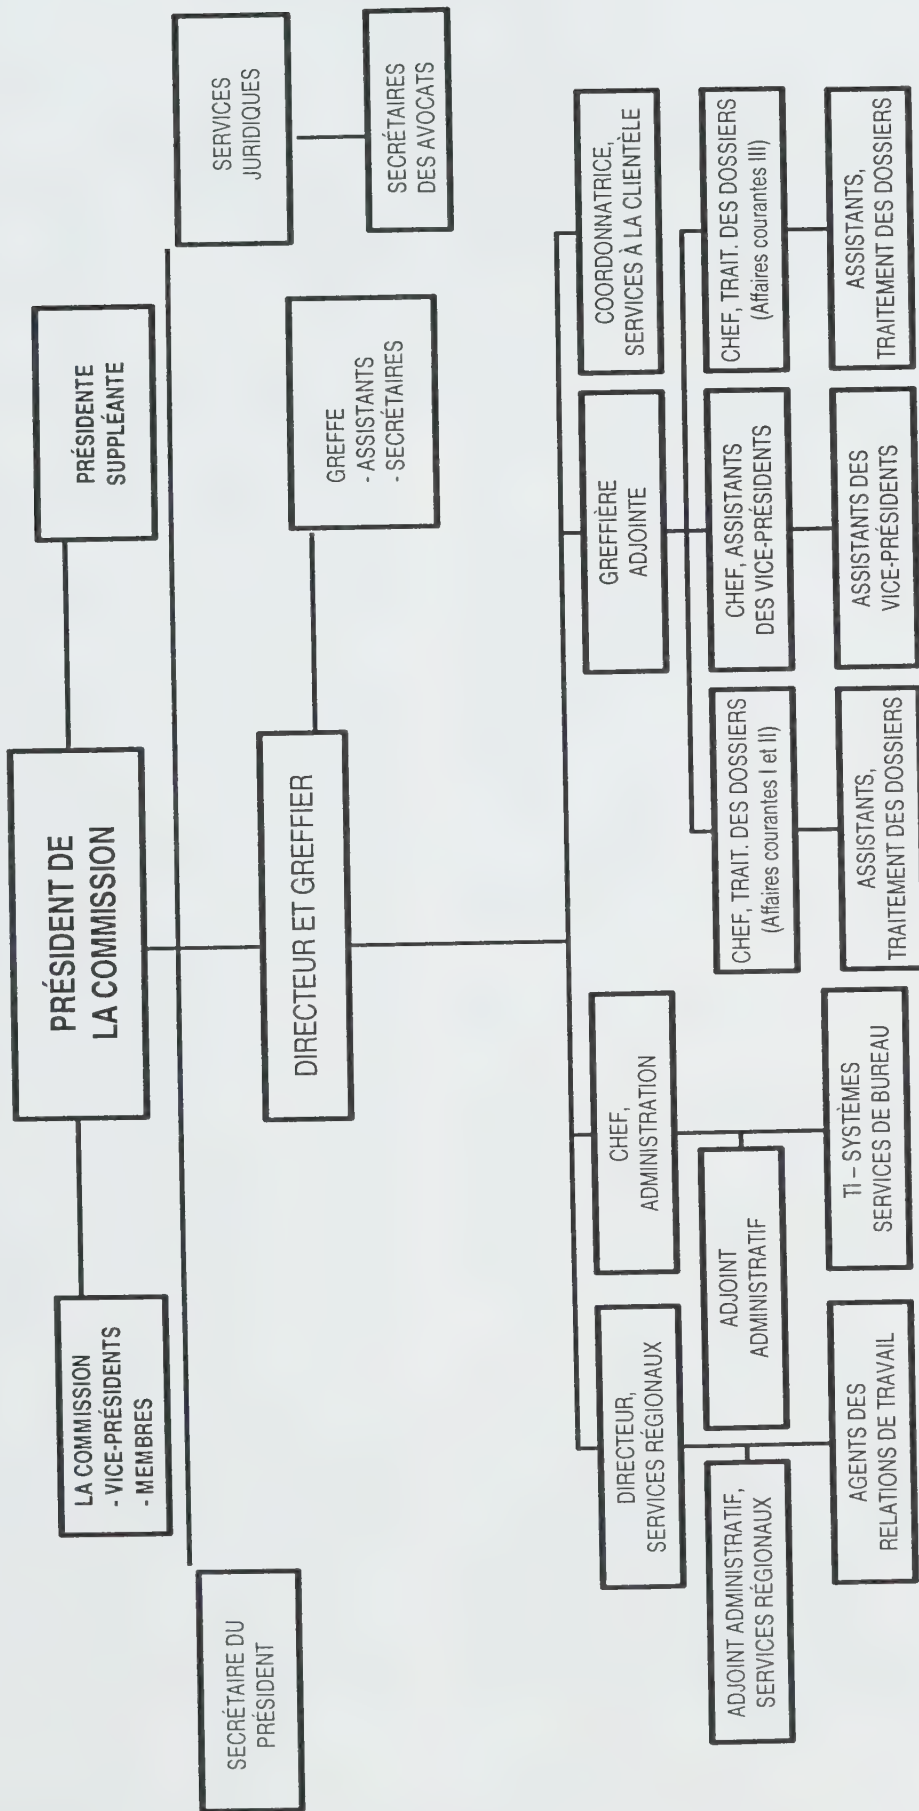 PRÉSIDENT DE
LA COMMISSION
LA COMMISSION
- VICE-PRÉSIDENTS
- MEMBRES
PRÉSIDENTE
SUPPLÉANTE
SECRÉTAIRE DU
PRÉSIDENT
SERVICES
JURIDIQUES
SECRÉTAIRES
DES AVOCATS
DIRECTEUR ET GREFFIER
GREFFE
- ASSISTANTS
- SECRÉTAIRES
DIRECTEUR,
SERVICES RÉGIONAUX
CHEF,
ADMINISTRATION
GREFFIÈRE
ADJOINTE
COORDONNATRICE,
SERVICES À LA CLIENTÈLE
ADJOINT ADMINISTRATIF,
SERVICES RÉGIONAUX
ADJOINT
ADMINISTRATIF
CHEF, TRAIT. DES DOSSIERS
(Affaires courantes I et II)
CHEF, ASSISTANTS
DES VICE-PRÉSIDENTS
CHEF, TRAIT. DES DOSSIERS
(Affaires courantes III)
AGENTS DES
RELATIONS DE TRAVAIL
TI – SYSTÈMES
SERVICES DE BUREAU
ASSISTANTS,
TRAITEMENT DES DOSSIERS
ASSISTANTS DES
VICE-PRÉSIDENTS
ASSISTANTS,
TRAITEMENT DES DOSSIERS